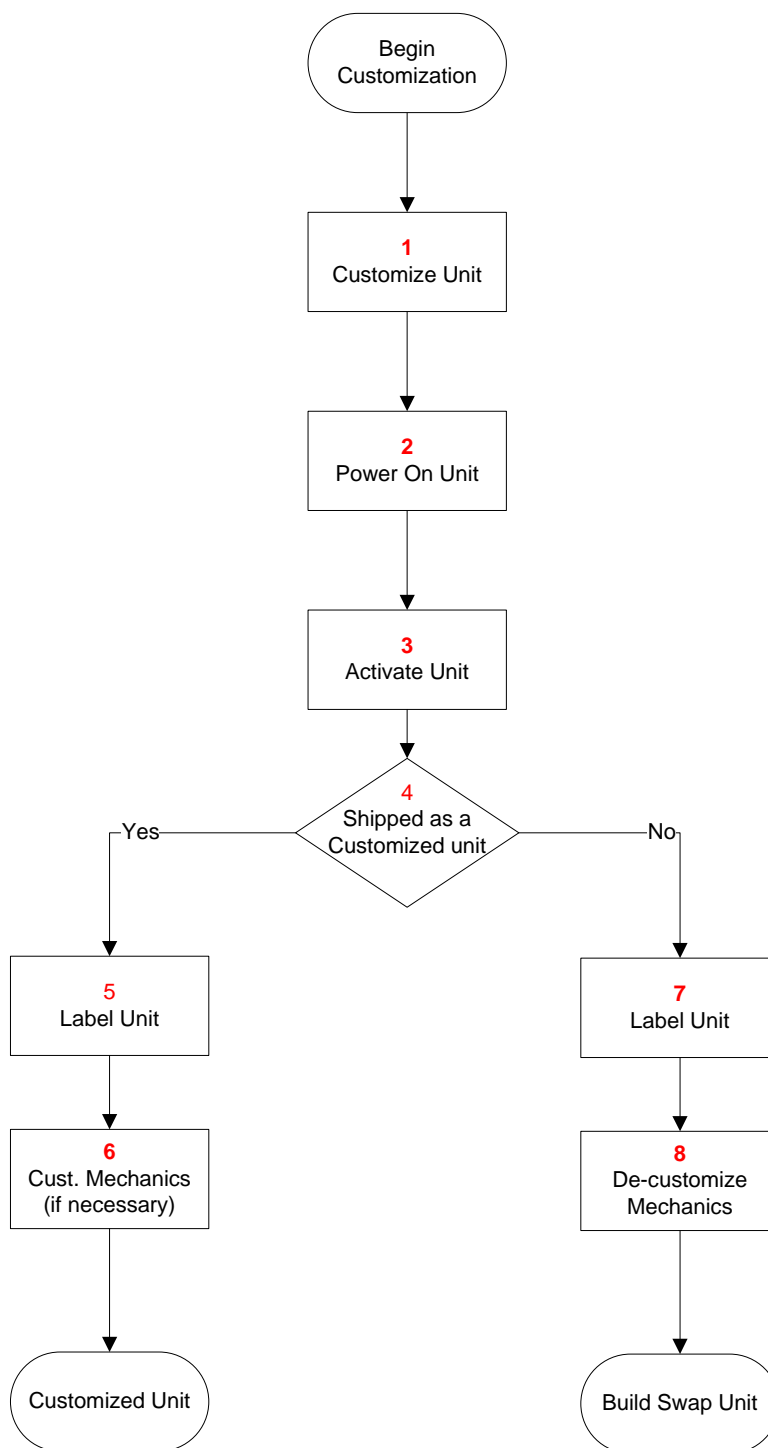 Begin
Customization
1
Customize Unit
2
Power On Unit
3
Activate Unit
4
Shipped as a
Customized unit
Yes
No
5
Label Unit
7
Label Unit
6
Cust. Mechanics
(if necessary)
8
De-customize
Mechanics
Customized Unit
Build Swap Unit